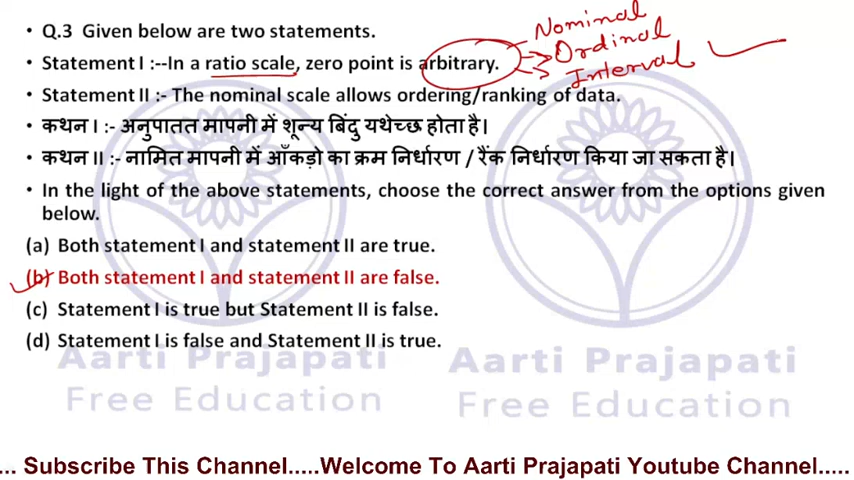 Nominal
• Q.3 Given below are two statements.
Ordinal
• Statement I :--In a ratio scale, zero point is arbitrary.
Interval
• Statement II :- The nominal scale allows ordering/ranking of data.
• कथन I :- अनुपातत मापनी में शून्य बिंदु यथेच्छ होता है।
• कथन II :- नामित मापनी में आँकड़ो का क्रम निर्धारण / रैंक निर्धारण किया जा सकता है।
• In the light of the above statements, choose the correct answer from the options given
below.
(a) Both statement I and statement II are true.
(b) Both statement I and statement II are false.
(c) Statement I is true but Statement II is false.
(d) Statement I is false and Statement II is true.
Aarti Prajapati Aarti Prajapati
Free Education Free Education
... Subscribe This Channel.....Welcome To Aarti Prajapati Youtube Channel.....